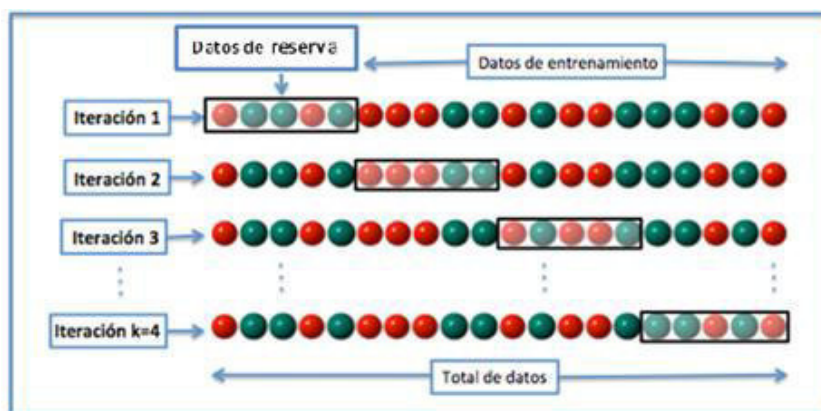 Datos de reserva
Datos de entrenamiento
Iteración 1
Iteración 2
Iteración 3
Iteración k=4
Total de datos